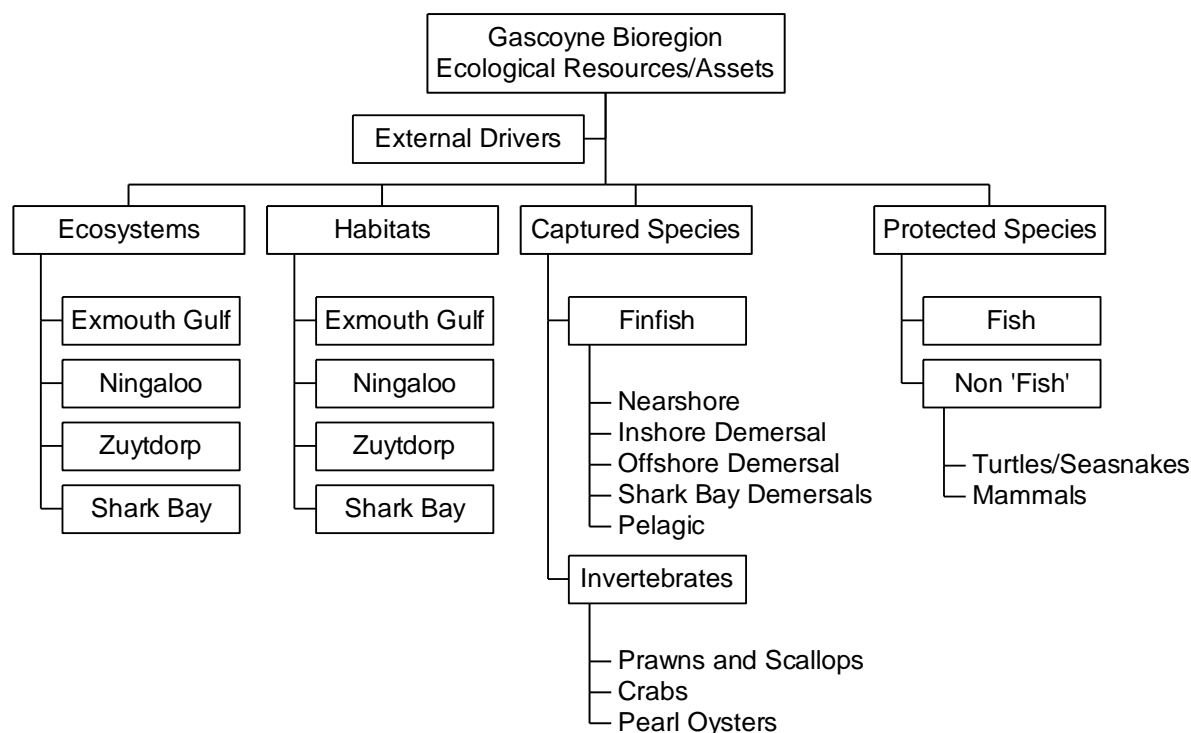 Gascoyne Bioregion
Ecological Resources/Assets
External Drivers
Ecosystems
Exmouth Gulf
Ningaloo
Zuytdorp
Shark Bay
Habitats
Exmouth Gulf
Ningaloo
Zuytdorp
Shark Bay
Captured Species
Finfish
Nearshore
Inshore Demersal
Offshore Demersal
Shark Bay Demersals
Pelagic
Invertebrates
Prawns and Scallops
Crabs
Pearl Oysters
Protected Species
Fish
Non 'Fish'
Turtles/Seasnakes
Mammals